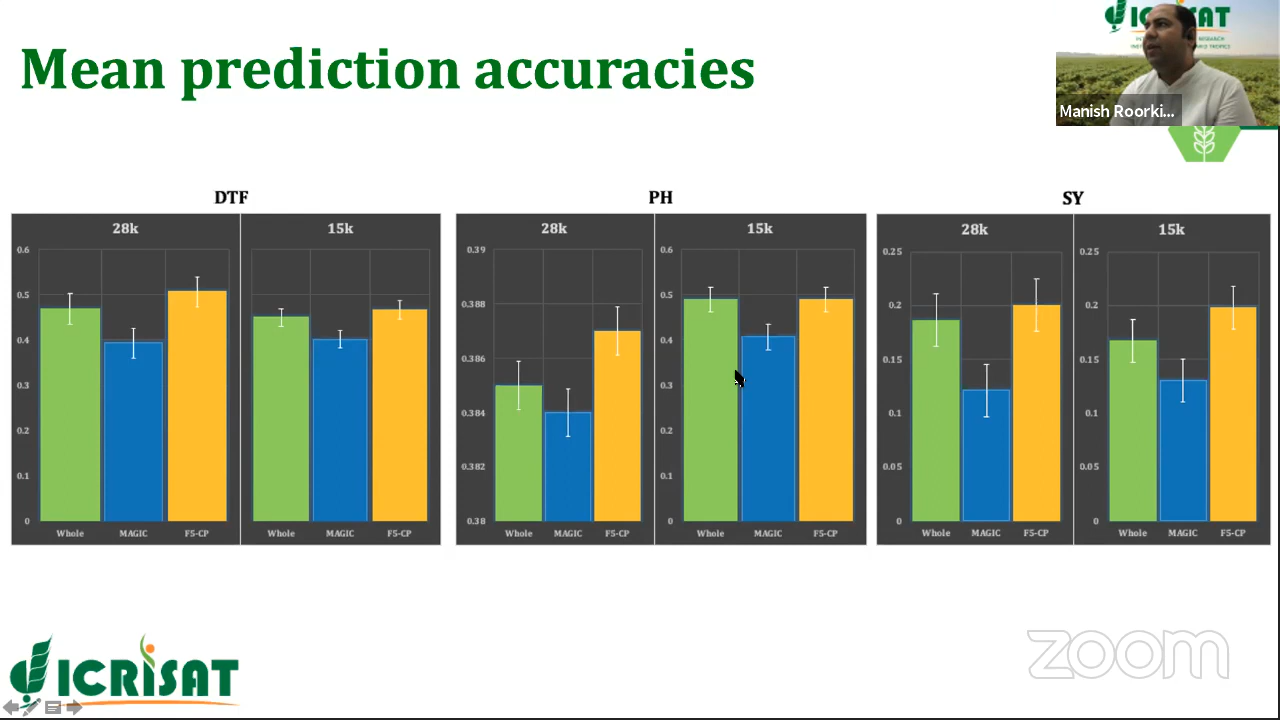 Mean prediction accuracies
ICRISAT
Manish Roorki...
DTF
28k
15k
0.6
0.5
0.4
0.3
0.2
0.1
0
Whole MAGIC F5-CP
Whole MAGIC F5-CP
PH
28k
15k
0.39
0.388
0.386
0.384
0.382
0.38
0.6
0.5
0.4
0.3
0.2
0.1
0
Whole MAGIC F5-CP
Whole MAGIC F5-CP
SY
28k
15k
0.25
0.2
0.15
0.1
0.05
0
0.25
0.2
0.15
0.1
0.05
0
Whole MAGIC F5-CP
Whole MAGIC F5-CP
ICRISAT
zoom